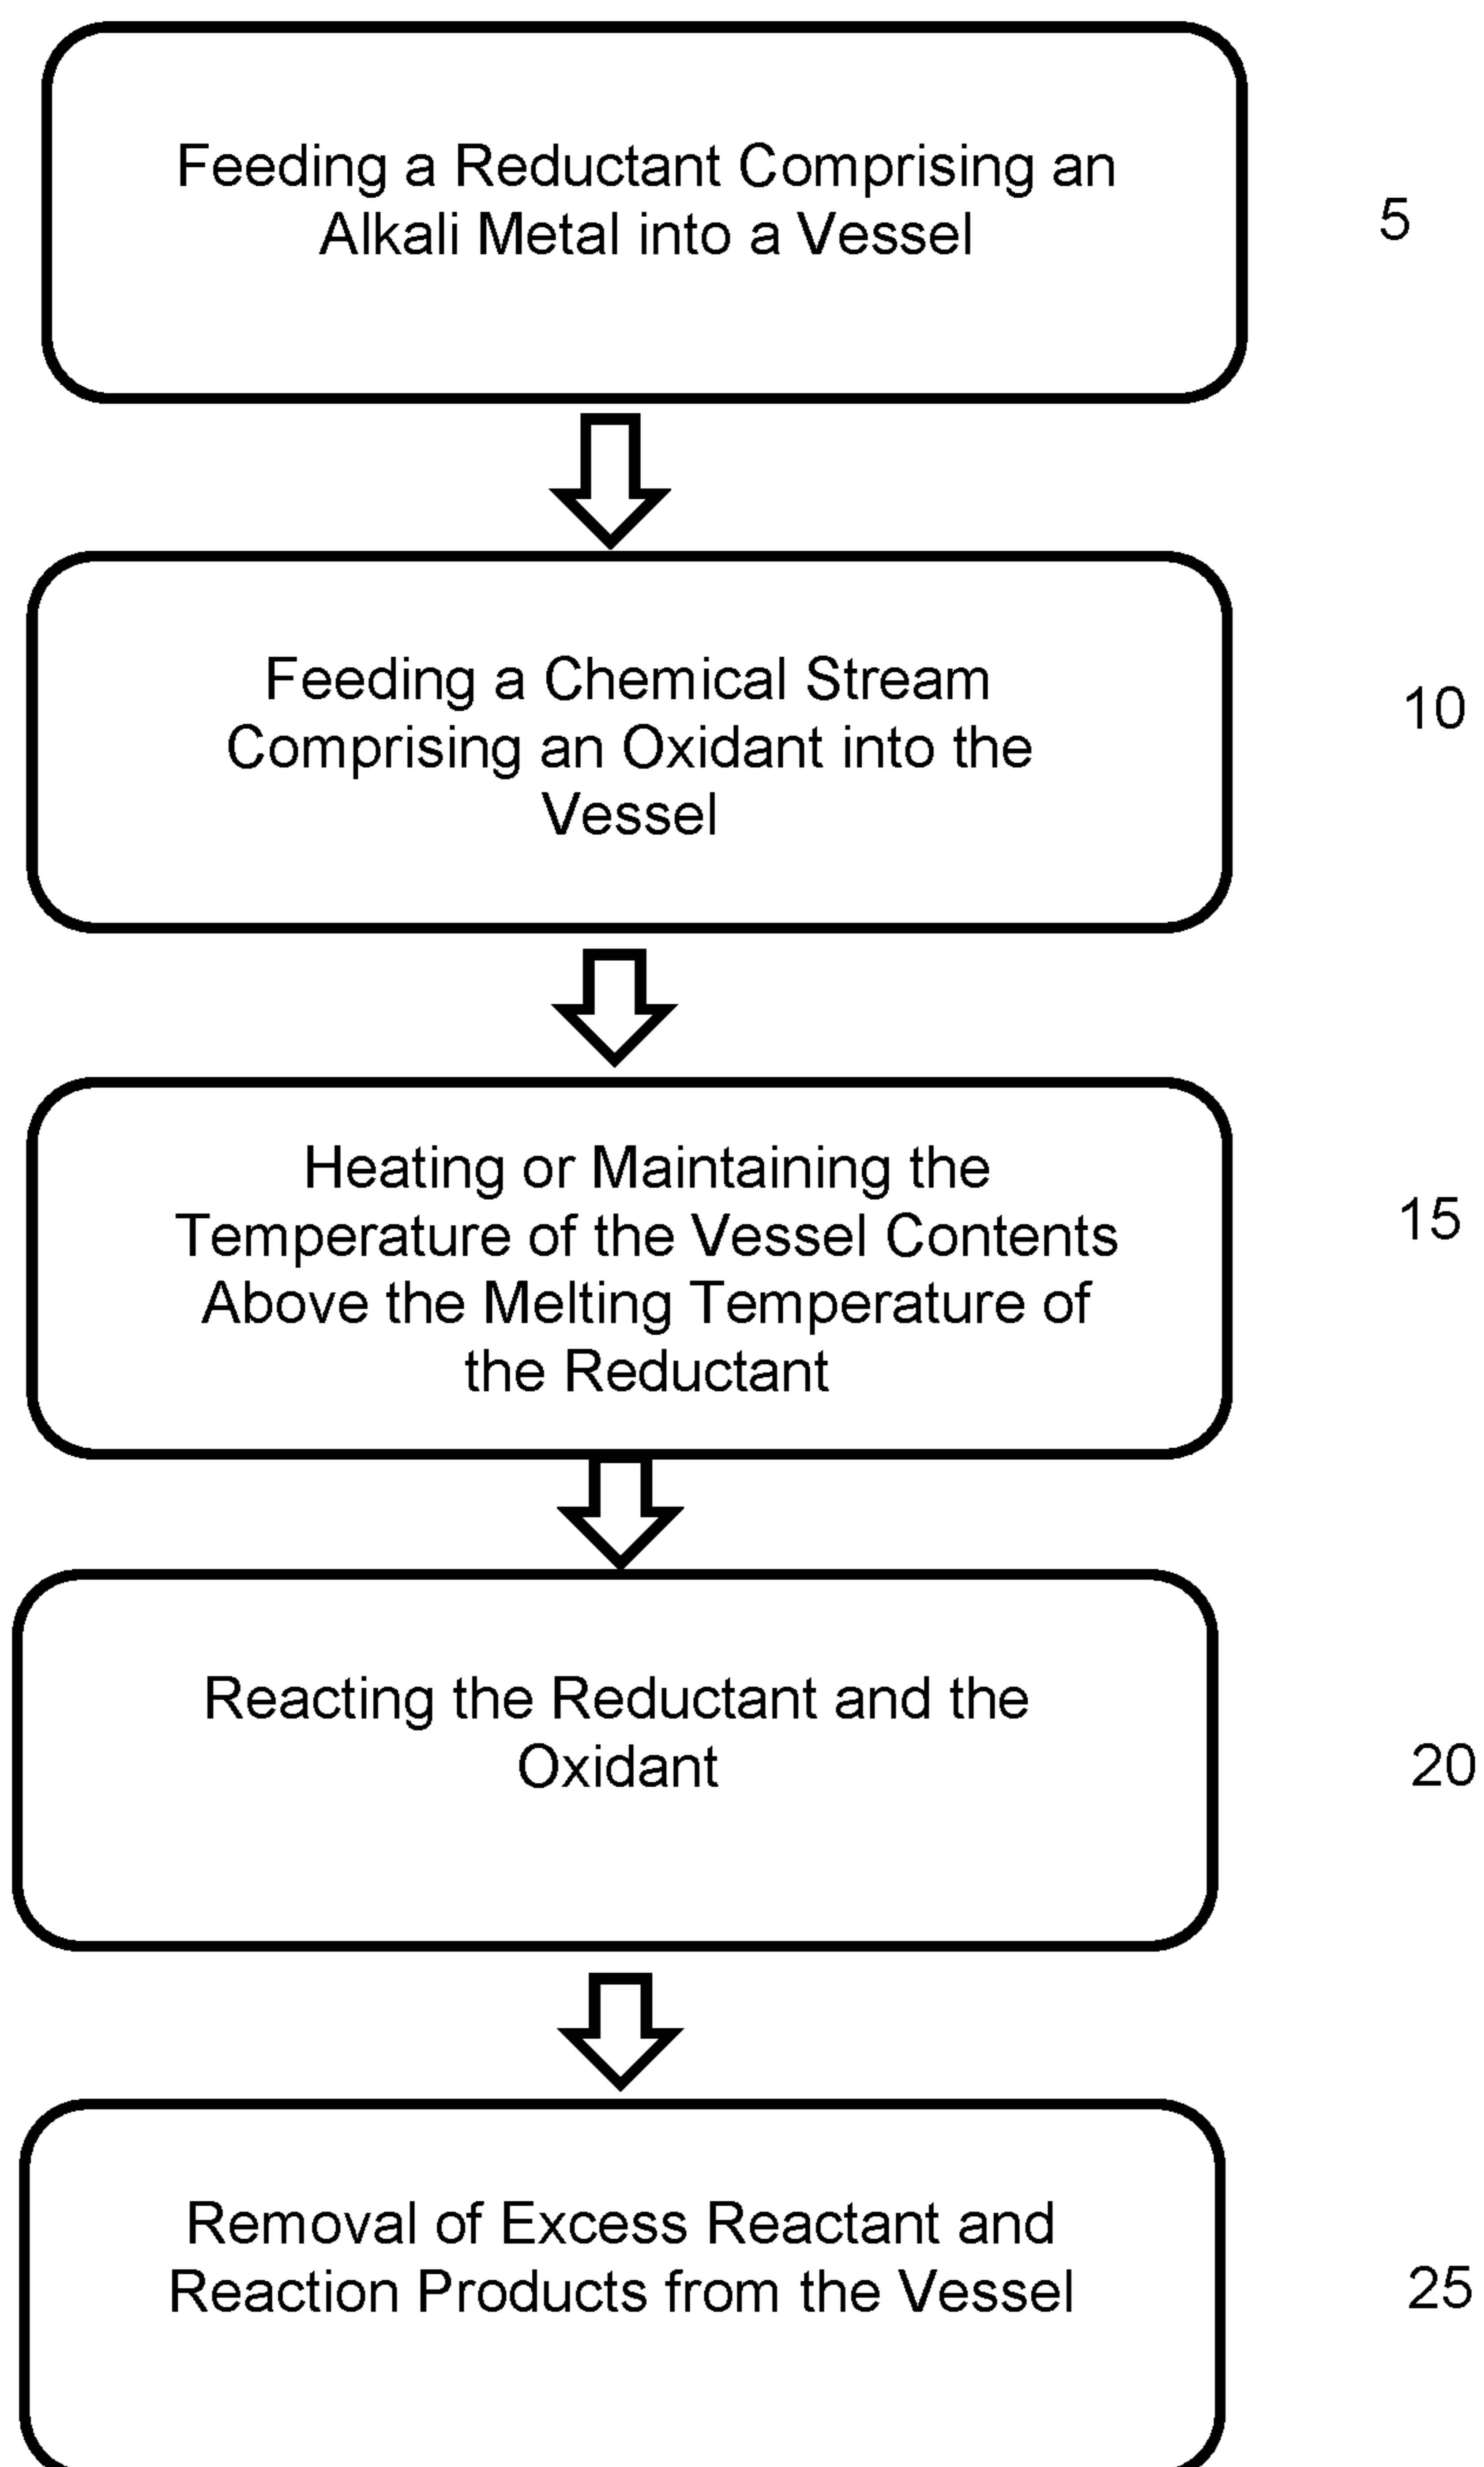 Feeding a Reductant Comprising an
Alkali Metal into a Vessel
5
Feeding a Chemical Stream
Comprising an Oxidant into the
Vessel
10
Heating or Maintaining the
Temperature of the Vessel Contents
Above the Melting Temperature of
the Reductant
15
Reacting the Reductant and the
Oxidant
20
Removal of Excess Reactant and
Reaction Products from the Vessel
25